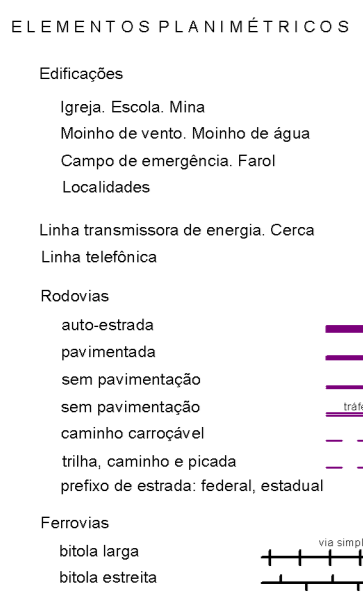 ELEMENTOS PLANIMÉTRICOS
Edificações
Igreja. Escola. Mina
Moinho de vento. Moinho de água
Campo de emergência. Farol
Localidades
Linha transmissora de energia. Cerca
Linha telefônica
Rodovias
auto-estrada
pavimentada
sem pavimentação
sem pavimentação
caminho carroçável
trilha, caminho e picada
prefixo de estrada: federal, estadual
Ferrovias
bitola larga
via
bitola estreita